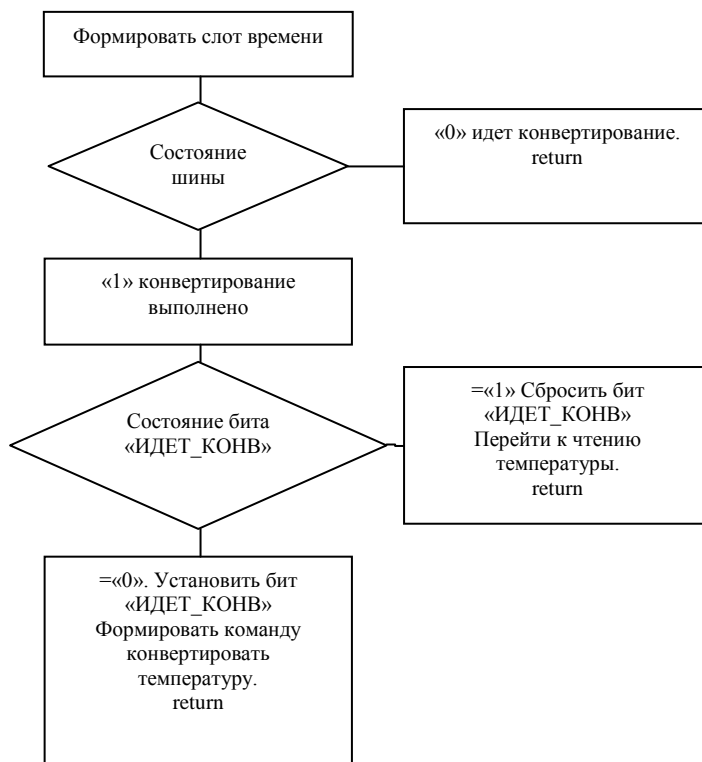 Формировать слот времени
Состояние
шины
«0» идет конвертирование.
return
«1» конвертирование
выполнено
Состояние бита
«ИДЕТ_КОНВ»
=«1» Сбросить бит
«ИДЕТ_КОНВ»
Перейти к чтению
температуры.
return
=«0». Установить бит
«ИДЕТ_КОНВ»
Формировать команду
конвертировать
температуру.
return